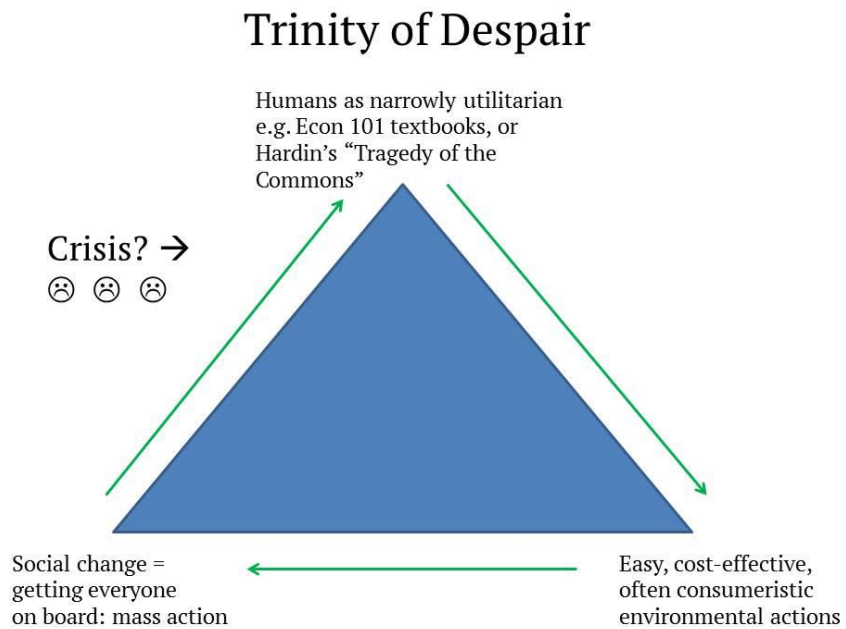 Trinity of Despair
Humans as narrowly utilitarian
e.g. Econ 101 textbooks, or
Hardin’s “Tragedy of the
Commons”
Crisis? →
☹ ☹ ☹
Social change =
getting everyone
on board: mass action
Easy, cost-effective,
often consumeristic
environmental actions